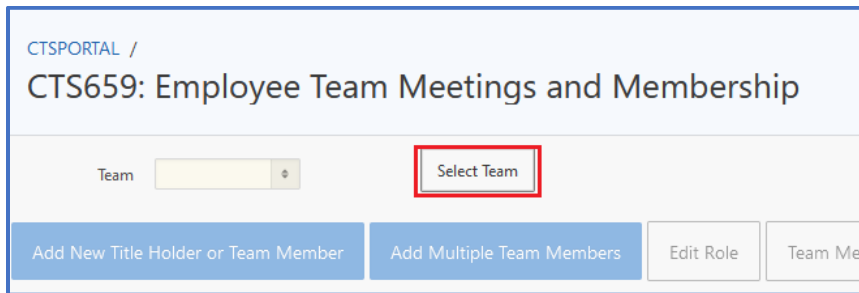 CTSPORTAL /
CTS659: Employee Team Meetings and Membership
Team Select Team
Add New Title Holder or Team Member Add Multiple Team Members Edit Role Team Me